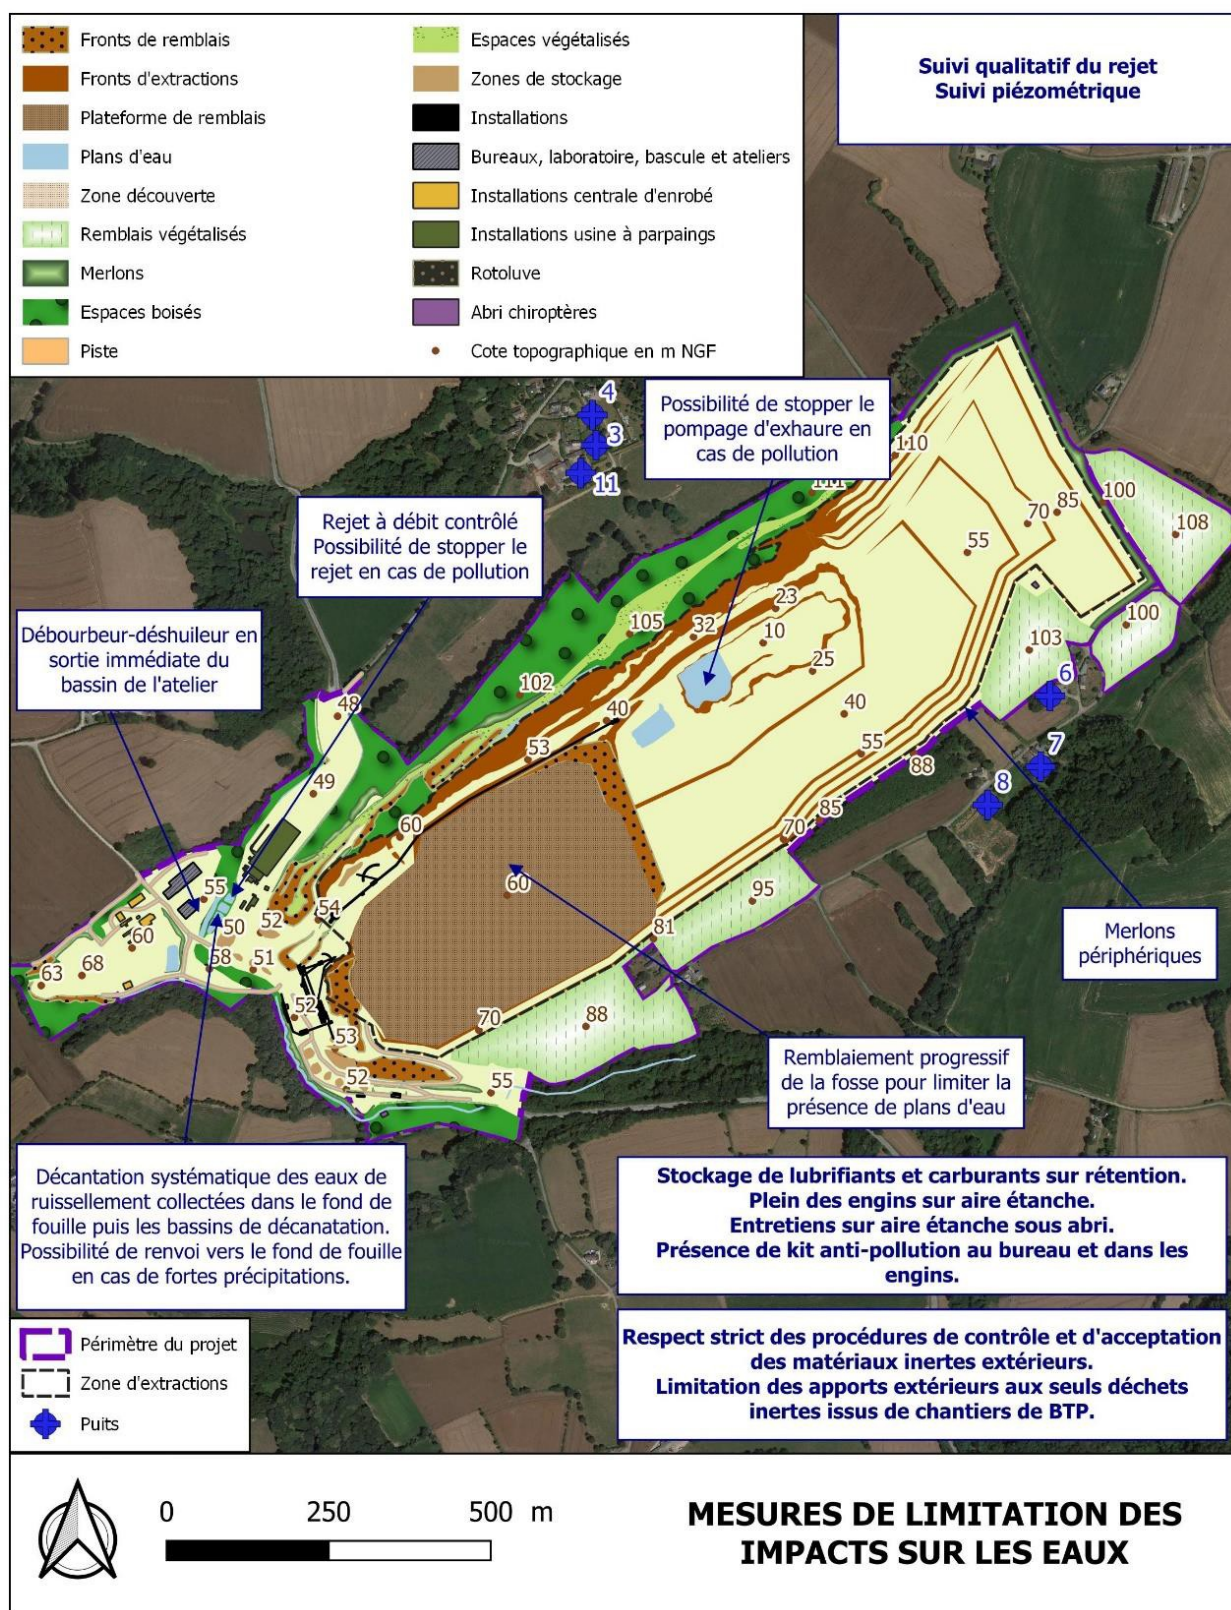 Fronts de remblais
Fronts d'extractions
Plateforme de remblais
Plans d'eau
Zone découverte
Remblais végétalisés
Merlons
Espaces boisés
Piste
Espaces végétalisés
Zones de stockage
Installations
Bureaux, laboratoire, bascule et ateliers
Installations centrale d'enrobé
Installations usine à parpaings
Rotoluve
Abri chiroptères
Cote topographique en m NGF
Suivi qualitatif du rejet
Suivi piézométrique
4
3
11
Possibilité de stopper le
pompage d'exhaure en
cas de pollution
110
111
Rejet à débit contrôlé
Possibilité de stopper le
rejet en cas de pollution
Débourbeur-déshuileur en
sortie immédiate du
bassin de l'atelier
100
108
85
70
55
100
103
105
32
23
10
25
102
40
53
40
55
88
6
7
8
48
49
60
85
70
95
60
81
55
52
54
50
60
58
51
68
63
52
53
70
88
52
55
Merlons
périphériques
Remblaiement progressif
de la fosse pour limiter la
présence de plans d'eau
Décantation systématique des eaux de
ruissellement collectées dans le fond de
fouille puis les bassins de décanatation.
Possibilité de renvoi vers le fond de fouille
en cas de fortes précipitations.
Stockage de lubrifiants et carburants sur rétention.
Plein des engins sur aire étanche.
Entretiens sur aire étanche sous abri.
Présence de kit anti-pollution au bureau et dans les
engins.
Respect strict des procédures de contrôle et d'acceptation
des matériaux inertes extérieurs.
Limitation des apports extérieurs aux seuls déchets
inertes issus de chantiers de BTP.
Périmètre du projet
Zone d'extractions
Puits
0 250 500 m
MESURES DE LIMITATION DES
IMPACTS SUR LES EAUX